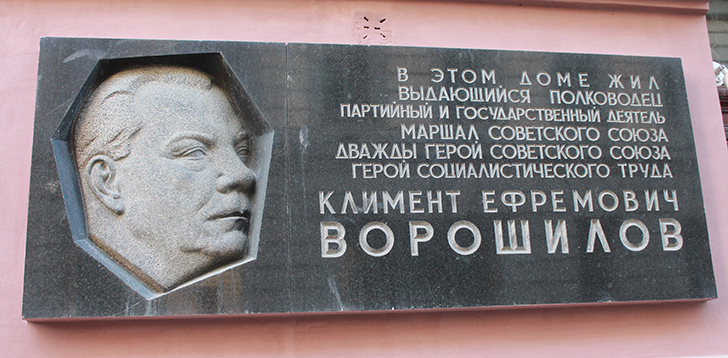 В ЭТОМ ДОМЕ ЖИЛ
ВЫДАЮЩИЙСЯ ПОЛКОВОДЕЦ
ПАРТИЙНЫЙ И ГОСУДАРСТВЕННЫЙ ДЕЯТЕЛЬ
МАРШАЛ СОВЕТСКОГО СОЮЗА
ДВАЖДЫ ГЕРОЙ СОВЕТСКОГО СОЮЗА
ГЕРОЙ СОЦИАЛИСТИЧЕСКОГО ТРУДА
КЛИМЕНТ ЕФРЕМОВИЧ
ВОРОШИЛОВ